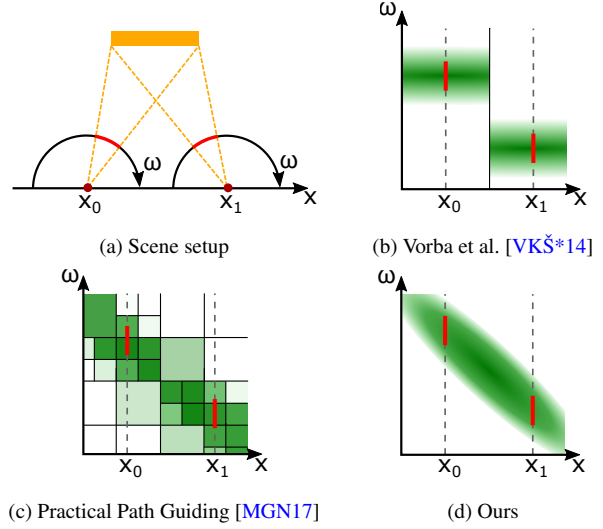 ω ω x
x₀ x₁
(a) Scene setup
ω
x₀ x₁ x
(b) Vorba et al. [VKŠ*14]
ω
x₀ x₁ x
(c) Practical Path Guiding [MGN17]
ω
x₀ x₁ x
(d) Ours